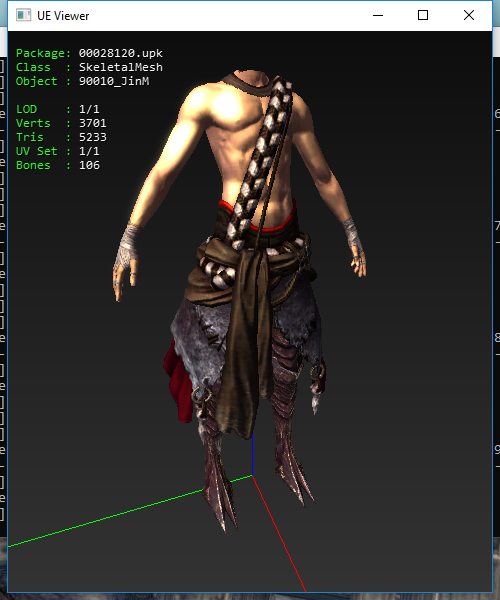 UE Viewer
Package: 00028120.upk
Class : SkeletalMesh
Object : 90010_JinM
LOD : 1/1
Verts : 3701
Tris : 5233
UV Set : 1/1
Bones : 106